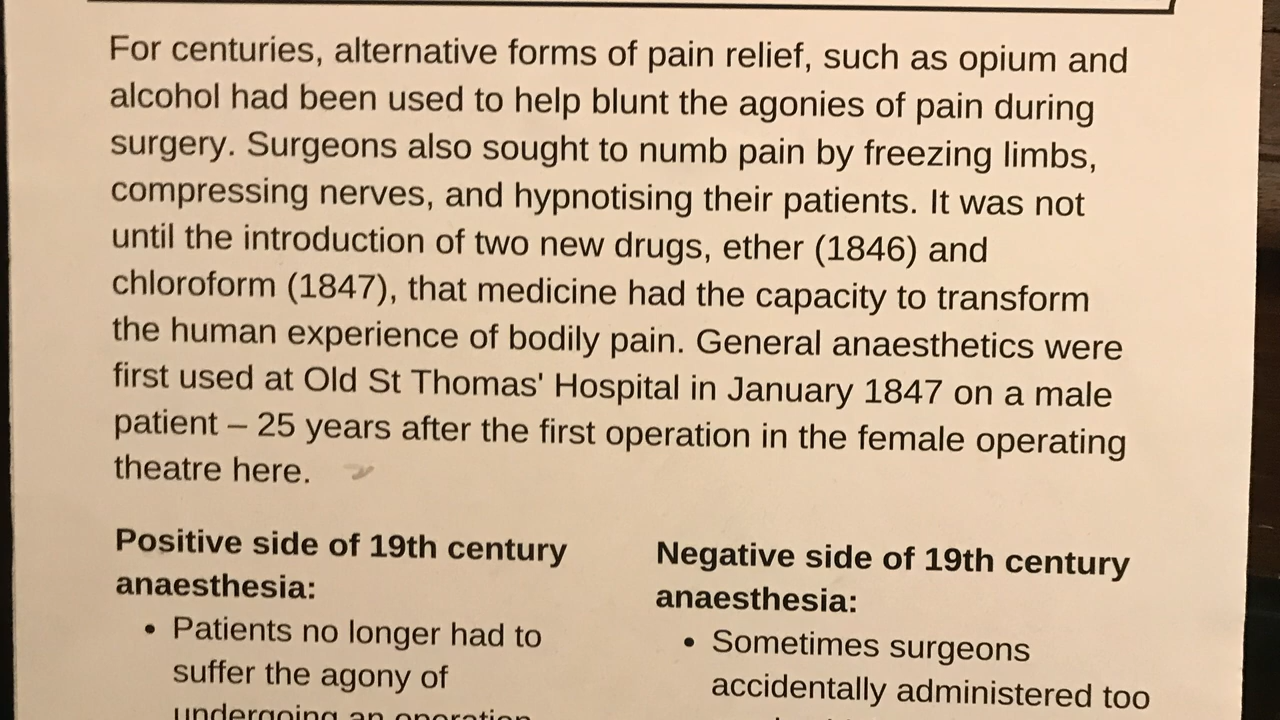 For centuries, alternative forms of pain relief, such as opium and
alcohol had been used to help blunt the agonies of pain during
surgery. Surgeons also sought to numb pain by freezing limbs,
compressing nerves, and hypnotising their patients. It was not
until the introduction of two new drugs, ether (1846) and
chloroform (1847), that medicine had the capacity to transform
the human experience of bodily pain. General anaesthetics were
first used at Old St Thomas' Hospital in January 1847 on a male
patient – 25 years after the first operation in the female operating
theatre here.
Positive side of 19th century
anaesthesia:
• Patients no longer had to
suffer the agony of
undergoing an operation
Negative side of 19th century
anaesthesia:
• Sometimes surgeons
accidentally administered too